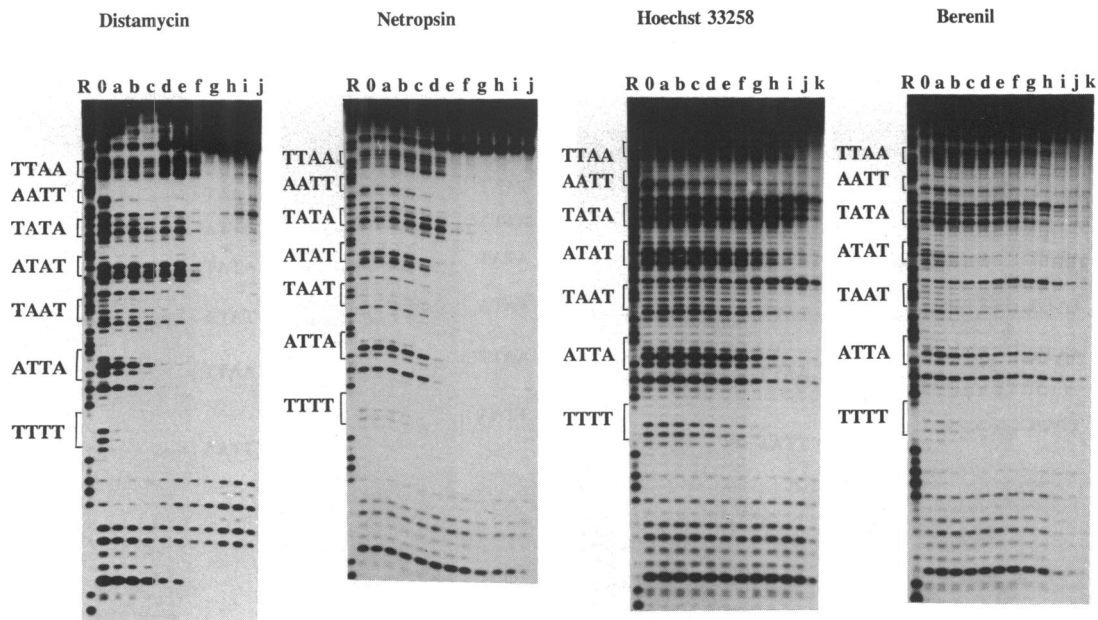 Distamycin
Netropsin
Hoechst 33258
Berenil
R 0 a b c d e f g h i j
R 0 a b c d e f g h i j
R 0 a b c d e f g h i j k
R 0 a b c d e f g h i j k
TTAA
AATT
TATA
ATAT
TAAT
ATTA
TTTT
TTAA
AATT
TATA
ATAT
TAAT
ATTA
TTTT
TTAA
AATT
TATA
ATAT
TAAT
ATTA
TTTT
TTAA
AATT
TATA
ATAT
TAAT
ATTA
TTTT